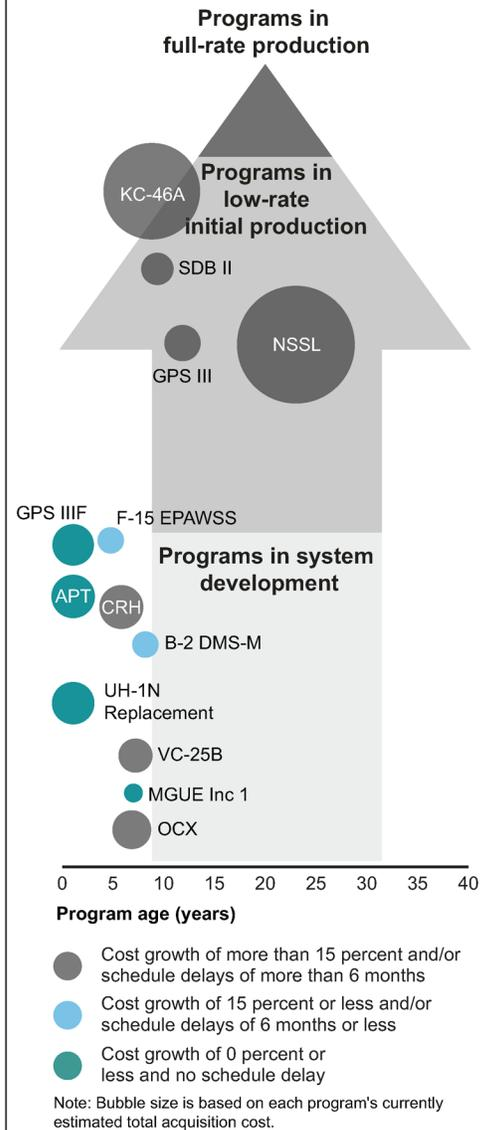 Programs in
full-rate production
Programs in
low-rate
initial production
KC-46A
SDB II
NSSL
GPS III
GPS IIIF
F-15 EPAWSS
Programs in system
development
APT
CRH
B-2 DMS-M
UH-1N
Replacement
VC-25B
MGUE Inc 1
OCX
0 5 10 15 20 25 30 35 40
Program age (years)
Cost growth of more than 15 percent and/or
schedule delays of more than 6 months
Cost growth of 15 percent or less and/or
schedule delays of 6 months or less
Cost growth of 0 percent or
less and no schedule delay
Note: Bubble size is based on each program's currently
estimated total acquisition cost.